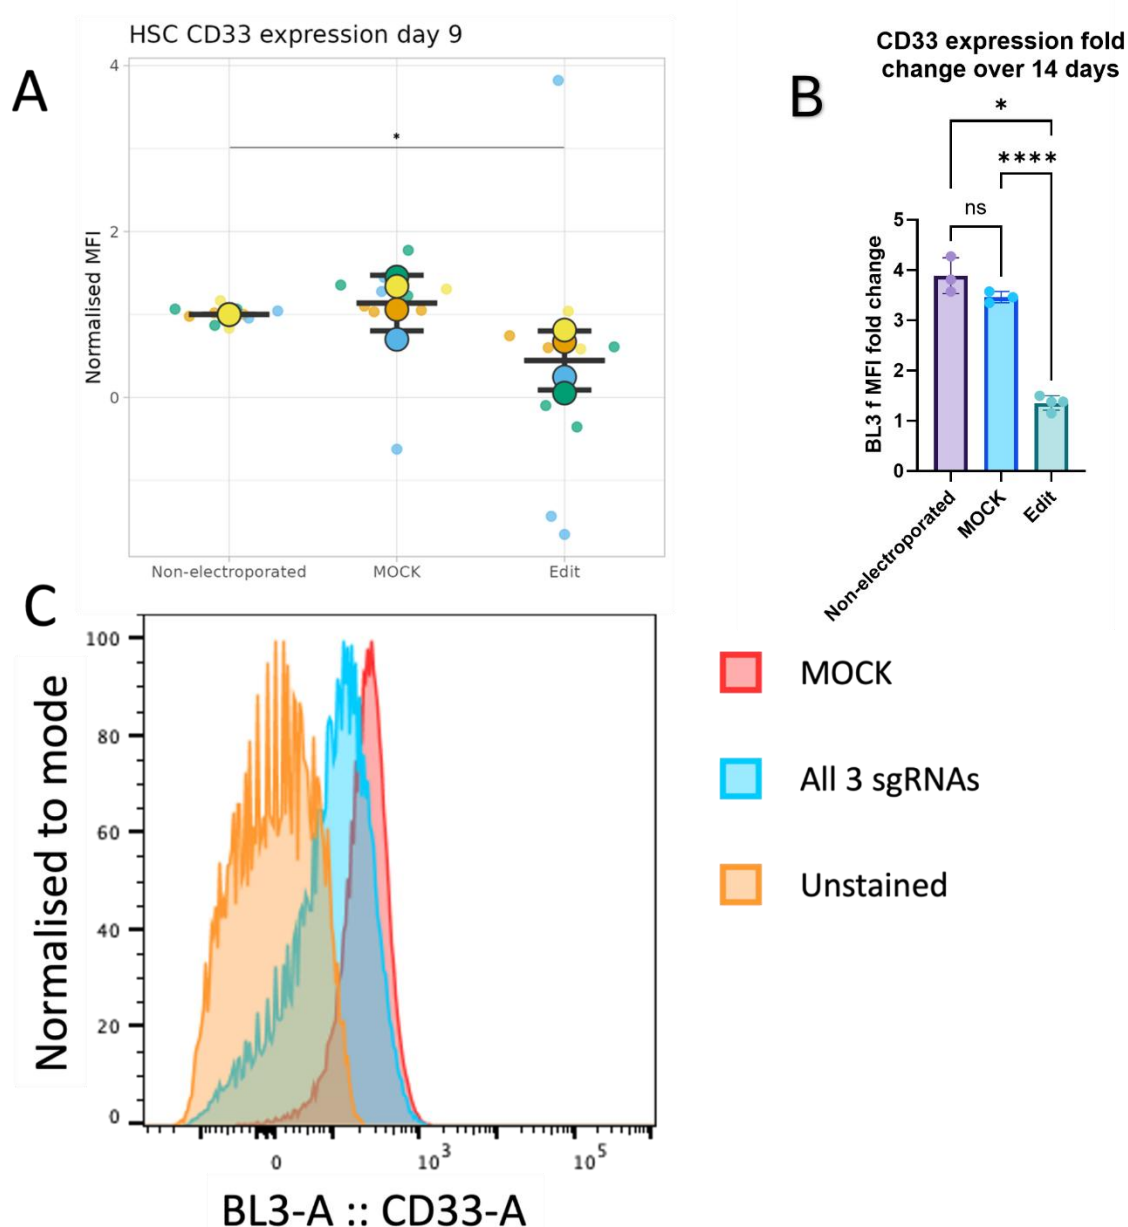 A
HSC CD33 expression day 9
4
2
0
Normalised MFI
*
Non-electroporated
MOCK
Edit
B
CD33 expression fold
change over 14 days
*
****
ns
5
4
3
2
1
0
BL3 f MFI fold change
Non-electroporated
MOCK
Edit
C
100
80
60
40
20
0
Normalised to mode
0
10³
10⁵
BL3-A :: CD33-A
MOCK
All 3 sgRNAs
Unstained